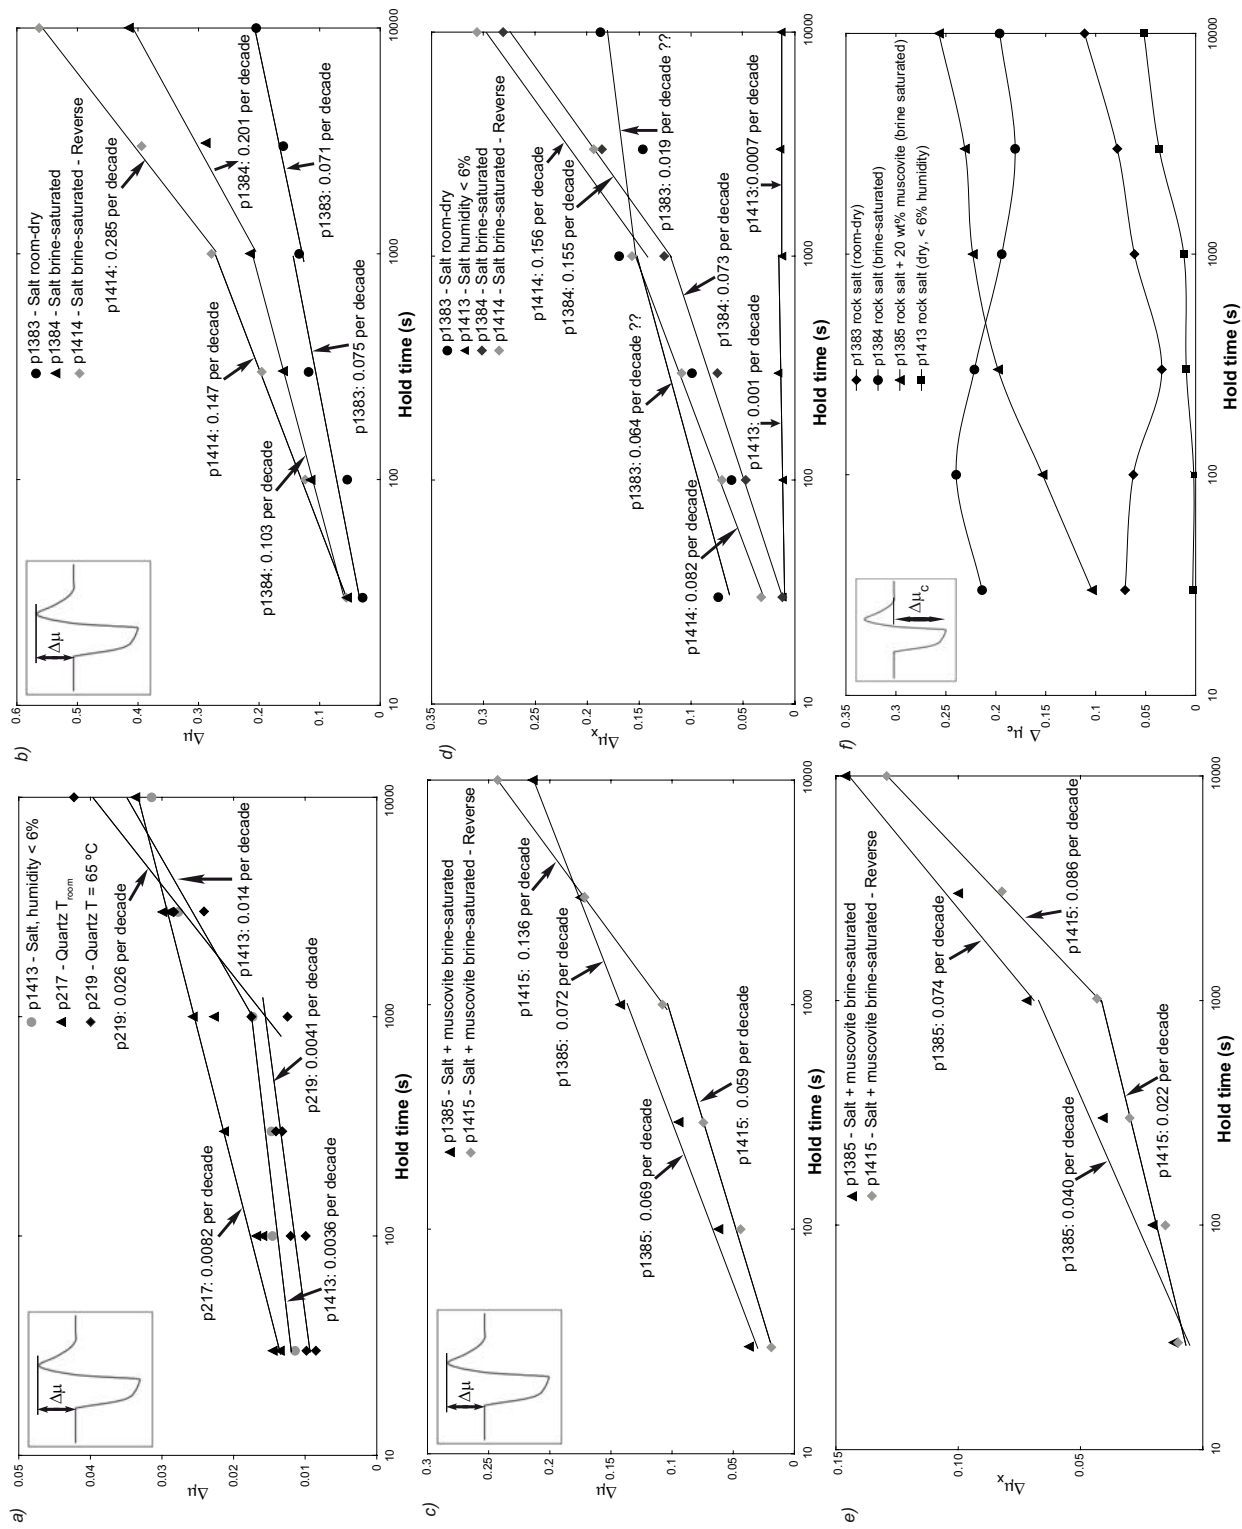 a)
Δμ
0.05
0.04
0.03
0.02
0.01
0
10
100
1000
10000
Hold time (s)
Δμ
p1413 - Salt, humidity < 6%
p217 - Quartz Troom
p219 - Quartz T = 65 ºC
p219: 0.026 per decade
p217: 0.0082 per decade
p1413: 0.014 per decade
p219: 0.0041 per decade
p1413: 0.0036 per decade
b)
Δμ
0.6
0.5
0.4
0.3
0.2
0.1
0
10
100
1000
10000
Hold time (s)
Δμ
p1383 - Salt room-dry
p1384 - Salt brine-saturated
p1414 - Salt brine-saturated - Reverse
p1414: 0.285 per decade
p1414: 0.147 per decade
p1384: 0.103 per decade
p1384: 0.201 per decade
p1383: 0.071 per decade
p1383: 0.075 per decade
c)
Δμ
0.3
0.25
0.2
0.15
0.1
0.05
0
10
100
1000
10000
Hold time (s)
Δμ
p1385 - Salt + muscovite brine-saturated
p1415 - Salt + muscovite brine-saturated - Reverse
p1415: 0.136 per decade
p1385: 0.072 per decade
p1385: 0.069 per decade
p1415: 0.059 per decade
d)
Δμx
0.35
0.3
0.25
0.2
0.15
0.1
0.05
0
10
100
1000
10000
Hold time (s)
p1383 - Salt room-dry
p1413 - Salt humidity < 6%
p1384 - Salt brine-saturated
p1414 - Salt brine-saturated - Reverse
p1414: 0.156 per decade
p1384: 0.155 per decade
p1383: 0.064 per decade ??
p1383: 0.019 per decade ??
p1414: 0.082 per decade
p1384: 0.073 per decade
p1413: 0.001 per decade
p1413:0.0007 per decade
e)
Δμx
0.15
0.10
0.05
10
100
1000
10000
Hold time (s)
p1385 - Salt + muscovite brine-saturated
p1415 - Salt + muscovite brine-saturated - Reverse
p1385: 0.074 per decade
p1385: 0.040 per decade
p1415: 0.086 per decade
p1415: 0.022 per decade
f)
Δ μc
0.35
0.3
0.25
0.2
0.15
0.1
0.05
0
10
100
1000
10000
Hold time (s)
Δμc
p1383 rock salt (room-dry)
p1384 rock salt (brine-saturated)
p1385 rock salt + 20 wt% muscovite (brine saturated)
p1413 rock salt (dry, < 6% humidity)